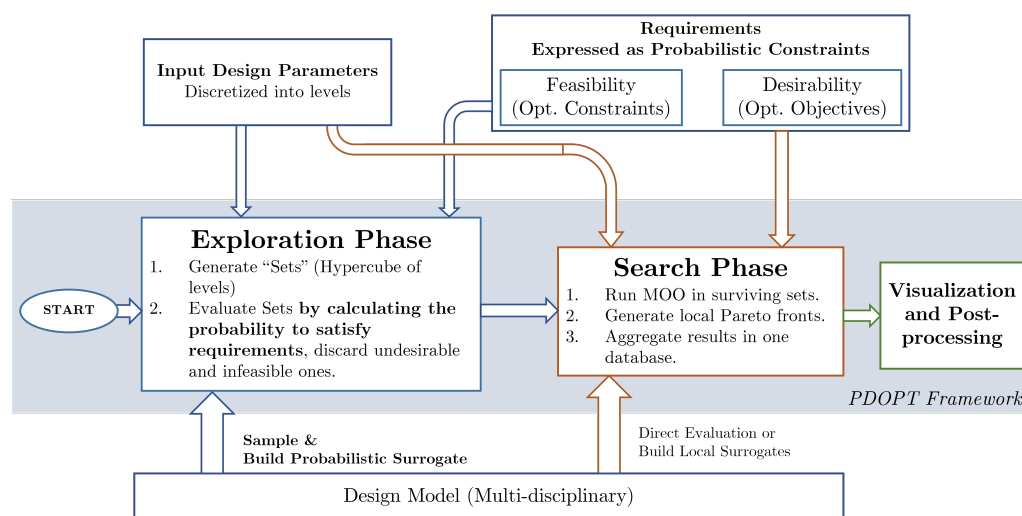 Requirements
Expressed as Probabilistic Constraints
Input Design Parameters
Discretized into levels
Feasibility
(Opt. Constraints)
Desirability
(Opt. Objectives)
START
Exploration Phase
1. Generate “Sets” (Hypercube of
levels)
2. Evaluate Sets by calculating the
probability to satisfy
requirements, discard undesirable
and infeasible ones.
Search Phase
1. Run MOO in surviving sets.
2. Generate local Pareto fronts.
3. Aggregate results in one
database.
Visualization
and Post-
processing
PDOPT Framework
Sample &
Build Probabilistic Surrogate
Direct Evaluation or
Build Local Surrogates
Design Model (Multi-disciplinary)